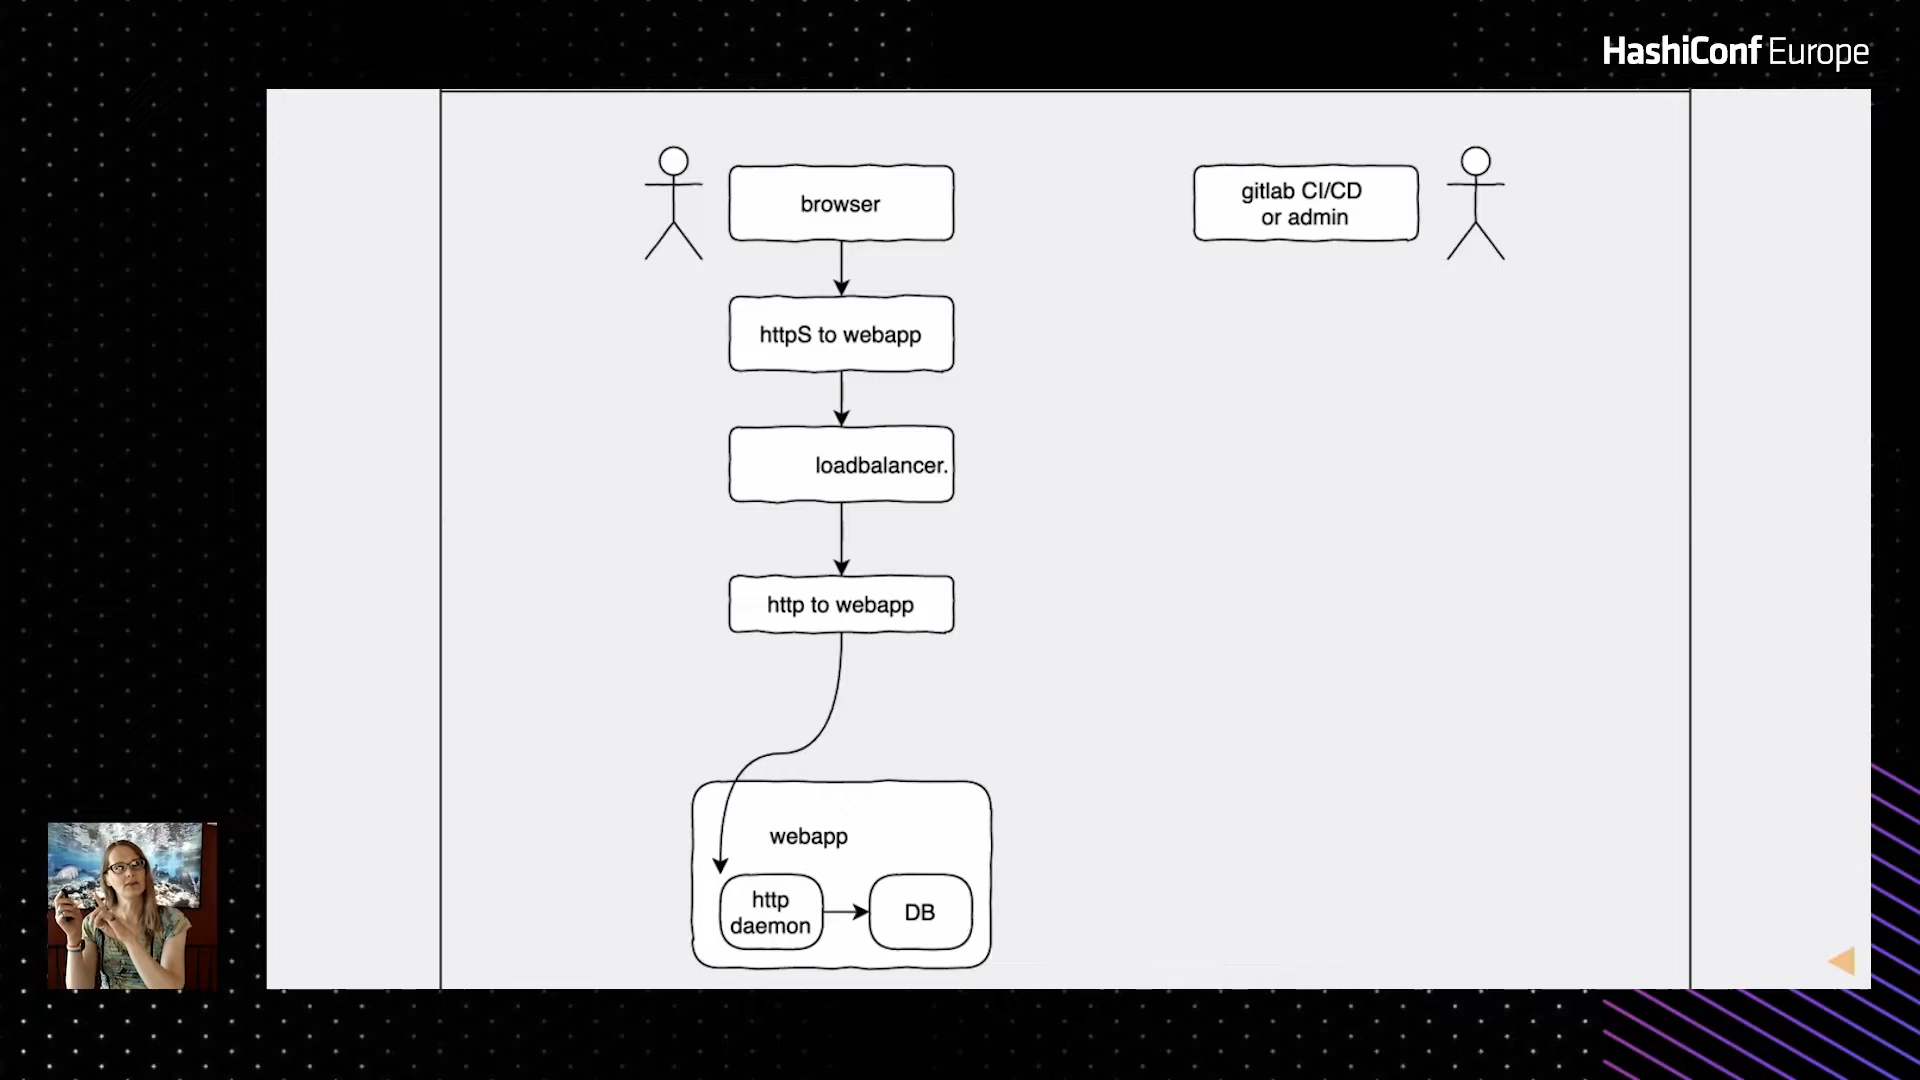 HashiConf Europe
browser
gitlab CI/CD
or admin
httpS to webapp
loadbalancer.
http to webapp
webapp
http
daemon
DB